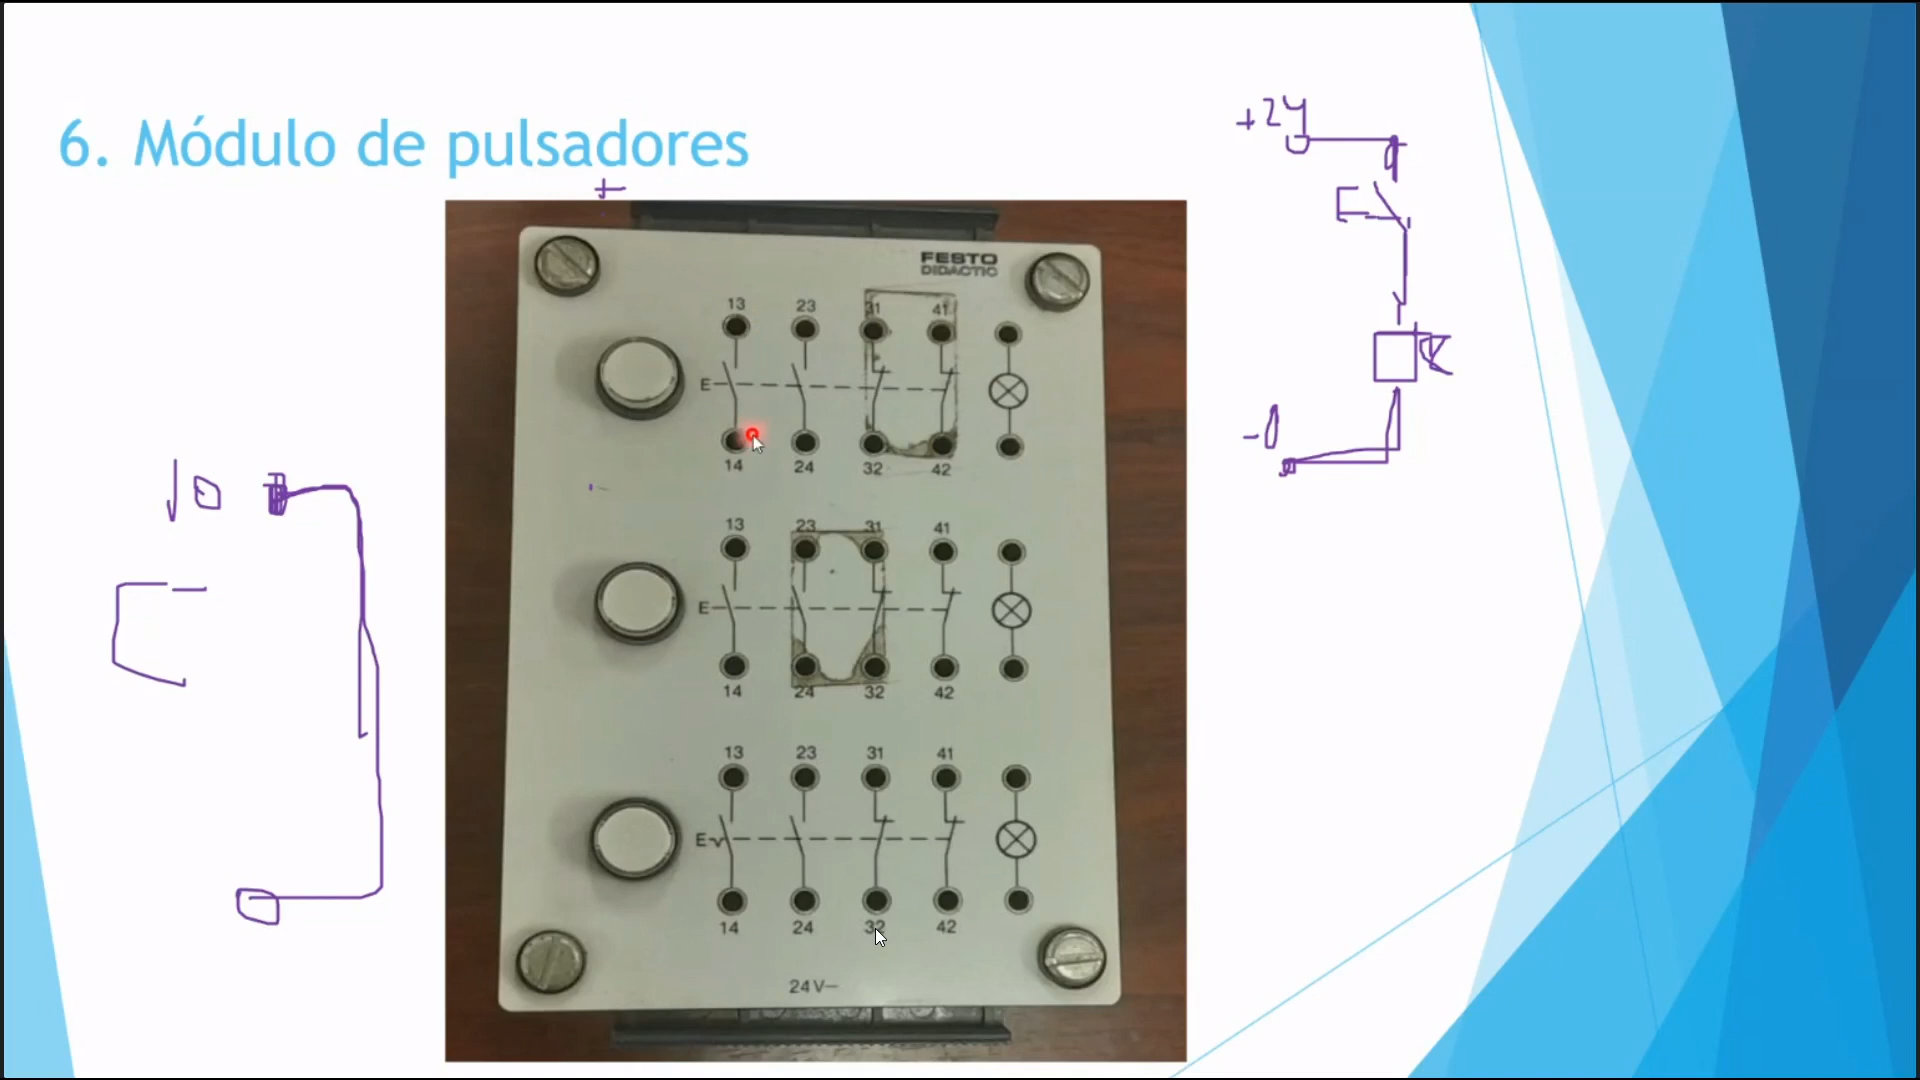 6. Módulo de pulsadores
+
+24
FESTO
DIDACTIC
13 23 31 41
E
14 24 32 42
13 23 31 41
E
14 24 32 42
13 23 31 41
E
14 24 32 42
24 V
E
-0